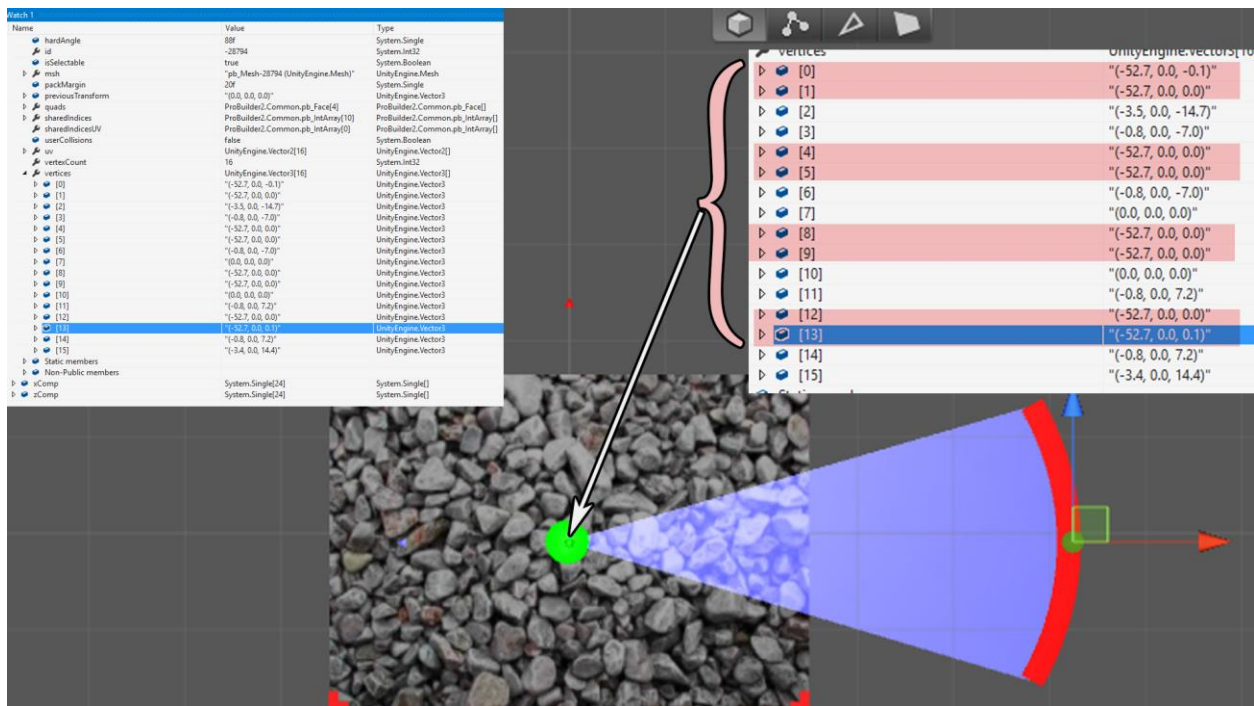 Watch 1
Name Value Type
hardAngle 88f System.Single
id -28794 System.Int32
isSelectable true System.Boolean
msh "pb_Mesh-28794 (UnityEngine.Mesh)" UnityEngine.Mesh
packMargin 20f System.Single
previousTransform "(0.0, 0.0, 0.0)" UnityEngine.Vector3
quads ProBuilder2.Common.pb_Face[4] ProBuilder2.Common.pb_Face[]
sharedIndices ProBuilder2.Common.pb_IntArray[10] ProBuilder2.Common.pb_IntArray[]
sharedIndicesUV ProBuilder2.Common.pb_IntArray[0] ProBuilder2.Common.pb_IntArray[]
userCollisions false System.Boolean
uv UnityEngine.Vector2[16] UnityEngine.Vector2[]
vertexCount 16 System.Int32
vertices UnityEngine.Vector3[16] UnityEngine.Vector3[]
[0] "(-52.7, 0.0, -0.1)" UnityEngine.Vector3
[1] "(-52.7, 0.0, 0.0)" UnityEngine.Vector3
[2] "(-3.5, 0.0, -14.7)" UnityEngine.Vector3
[3] "(-0.8, 0.0, -7.0)" UnityEngine.Vector3
[4] "(-52.7, 0.0, 0.0)" UnityEngine.Vector3
[5] "(-52.7, 0.0, 0.0)" UnityEngine.Vector3
[6] "(-0.8, 0.0, -7.0)" UnityEngine.Vector3
[7] "(0.0, 0.0, 0.0)" UnityEngine.Vector3
[8] "(-52.7, 0.0, 0.0)" UnityEngine.Vector3
[9] "(-52.7, 0.0, 0.0)" UnityEngine.Vector3
[10] "(0.0, 0.0, 0.0)" UnityEngine.Vector3
[11] "(-0.8, 0.0, 7.2)" UnityEngine.Vector3
[12] "(-52.7, 0.0, 0.0)" UnityEngine.Vector3
[13] "(-52.7, 0.0, 0.1)" UnityEngine.Vector3
[14] "(-0.8, 0.0, 7.2)" UnityEngine.Vector3
[15] "(-3.4, 0.0, 14.4)" UnityEngine.Vector3
Static members
Non-Public members
xComp System.Single[24] System.Single[]
zComp System.Single[24] System.Single[]
vertices UnityEngine.Vector3[16
[0] "(-52.7, 0.0, -0.1)"
[1] "(-52.7, 0.0, 0.0)"
[2] "(-3.5, 0.0, -14.7)"
[3] "(-0.8, 0.0, -7.0)"
[4] "(-52.7, 0.0, 0.0)"
[5] "(-52.7, 0.0, 0.0)"
[6] "(-0.8, 0.0, -7.0)"
[7] "(0.0, 0.0, 0.0)"
[8] "(-52.7, 0.0, 0.0)"
[9] "(-52.7, 0.0, 0.0)"
[10] "(0.0, 0.0, 0.0)"
[11] "(-0.8, 0.0, 7.2)"
[12] "(-52.7, 0.0, 0.0)"
[13] "(-52.7, 0.0, 0.1)"
[14] "(-0.8, 0.0, 7.2)"
[15] "(-3.4, 0.0, 14.4)"